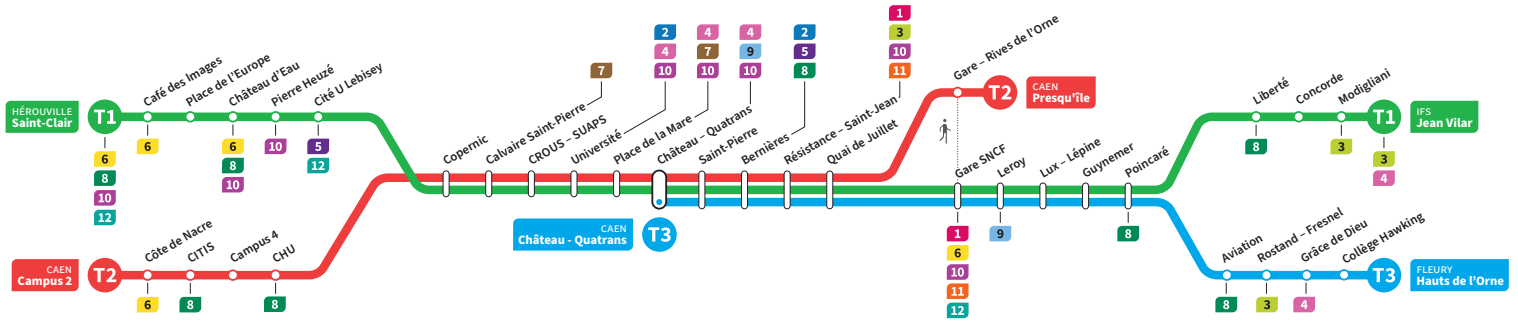 HÉROUVILLE
Saint-Clair
T1
6
8
10
12
Café des Images
6
Place de l'Europe
Château d'Eau
6
8
10
Pierre Heuzé
10
Cité U Lebisey
5
12
CAEN
Campus 2
T2
Côte de Nacre
6
CITIS
8
Campus 4
CHU
8
Copernic
Calvaire Saint-Pierre
7
CROUS – SUAPS
Université
2
4
10
Place de la Mare
4
7
10
Château – Quatrans
4
9
10
CAEN
Château - Quatrans
T3
Saint-Pierre
Bernières
2
5
8
Résistance – Saint-Jean
1
3
10
11
Quai de Juillet
Gare – Rives de l'Orne
T2
CAEN
Presqu'île
Gare SNCF
1
6
10
11
12
Leroy
9
Lux – Lépine
Guynemer
Poincaré
8
Liberté
8
Concorde
Modigliani
3
T1
3
4
IFS
Jean Vilar
Aviation
8
Rostand – Fresnel
3
Grâce de Dieu
4
Collège Hawking
T3
FLEURY
Hauts de l'Orne